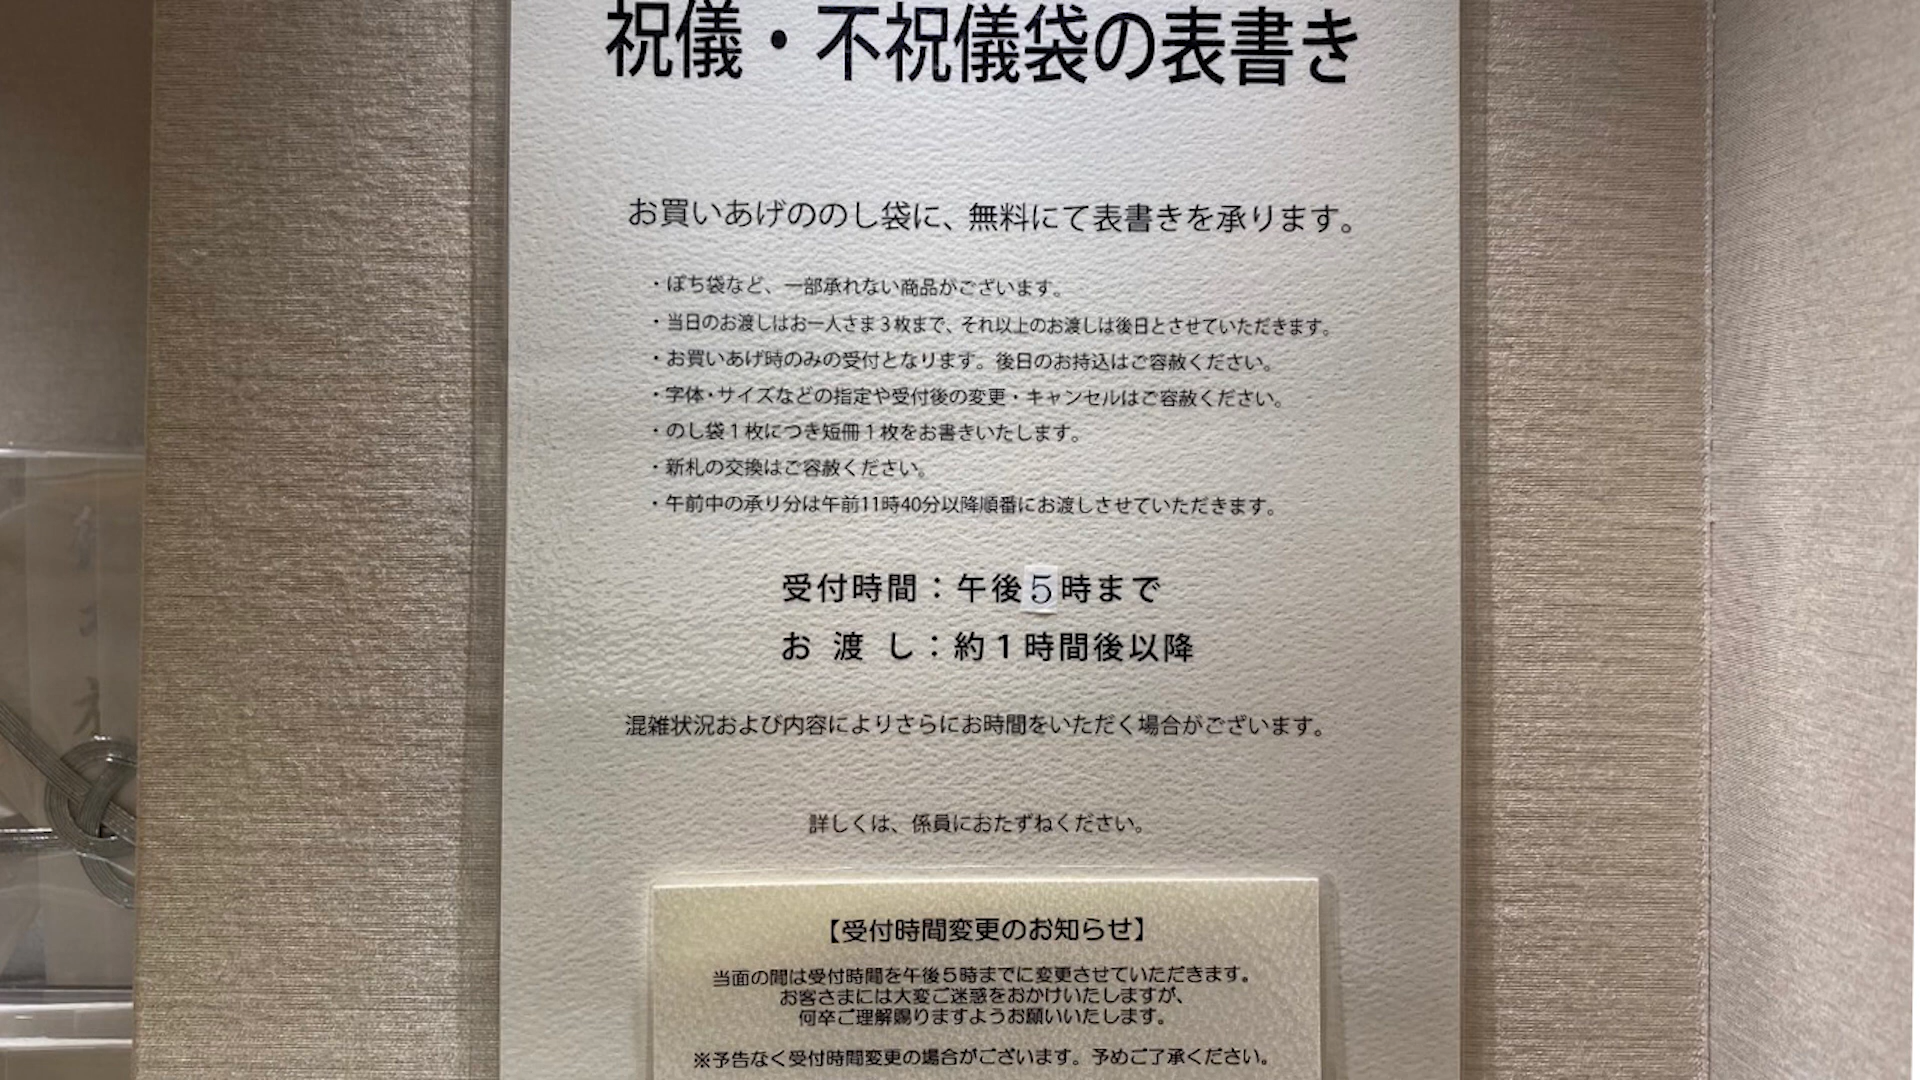 祝儀・不祝儀袋の表書き
お買いあげののし袋に、無料にて表書きを承ります。
・ぽち袋など、一部承れない商品がございます。
・当日のお渡しはお一人さま3枚まで、それ以上のお渡しは後日とさせていただきます。
・お買いあげ時のみの受付となります。後日のお持込はご容赦ください。
・字体・サイズなどの指定や受付後の変更・キャンセルはご容赦ください。
・のし袋1枚につき短冊1枚をお書きいたします。
・新札の交換はご容赦ください。
・午前中の承り分は午前11時40分以降順番にお渡しさせていただきます。
受付時間：午後5時まで
お渡し：約1時間後以降
混雑状況および内容によりさらにお時間をいただく場合がございます。
詳しくは、係員におたずねください。
【受付時間変更のお知らせ】
当面の間は受付時間を午後5時までに変更させていただきます。
お客さまには大変ご迷惑をおかけいたしますが、
何卒ご理解賜りますようお願いいたします。
※予告なく受付時間変更の場合がございます。予めご了承ください。